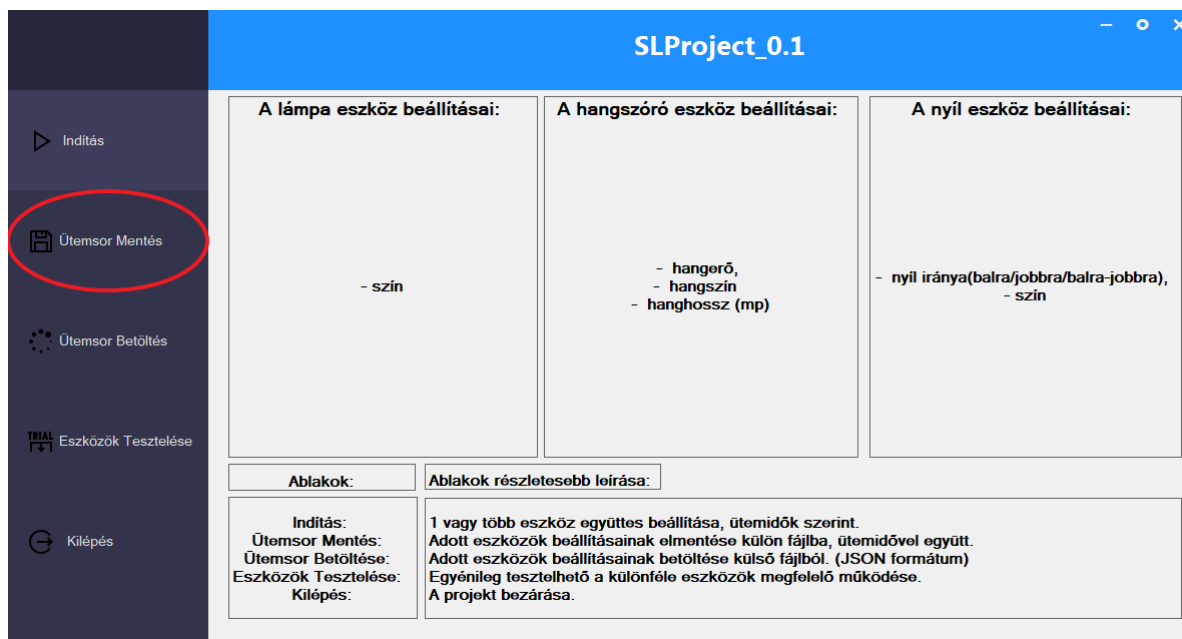 SLProject_0.1
Indítás
Ütemsor Mentés
Ütemsor Betöltés
TRIAL
Eszközök Tesztelése
Kilépés
A lámpa eszköz beállításai:
- szín
A hangszóró eszköz beállításai:
- hangerő,
- hangszín
- hanghossz (mp)
A nyíl eszköz beállításai:
- nyíl iránya(balra/jobbra/balra-jobbra),
- szín
Ablakok:
Ablakok részletesebb leírása:
Indítás:
Ütemsor Mentés:
Ütemsor Betöltése:
Eszközök Tesztelése:
Kilépés:
1 vagy több eszköz együttes beállítása, ütemidők szerint.
Adott eszközök beállításainak elmentése külön fájlba, ütemidővel együtt.
Adott eszközök beállításainak betöltése külső fájlból. (JSON formátum)
Egyénileg tesztelhető a különféle eszközök megfelelő működése.
A projekt bezárása.